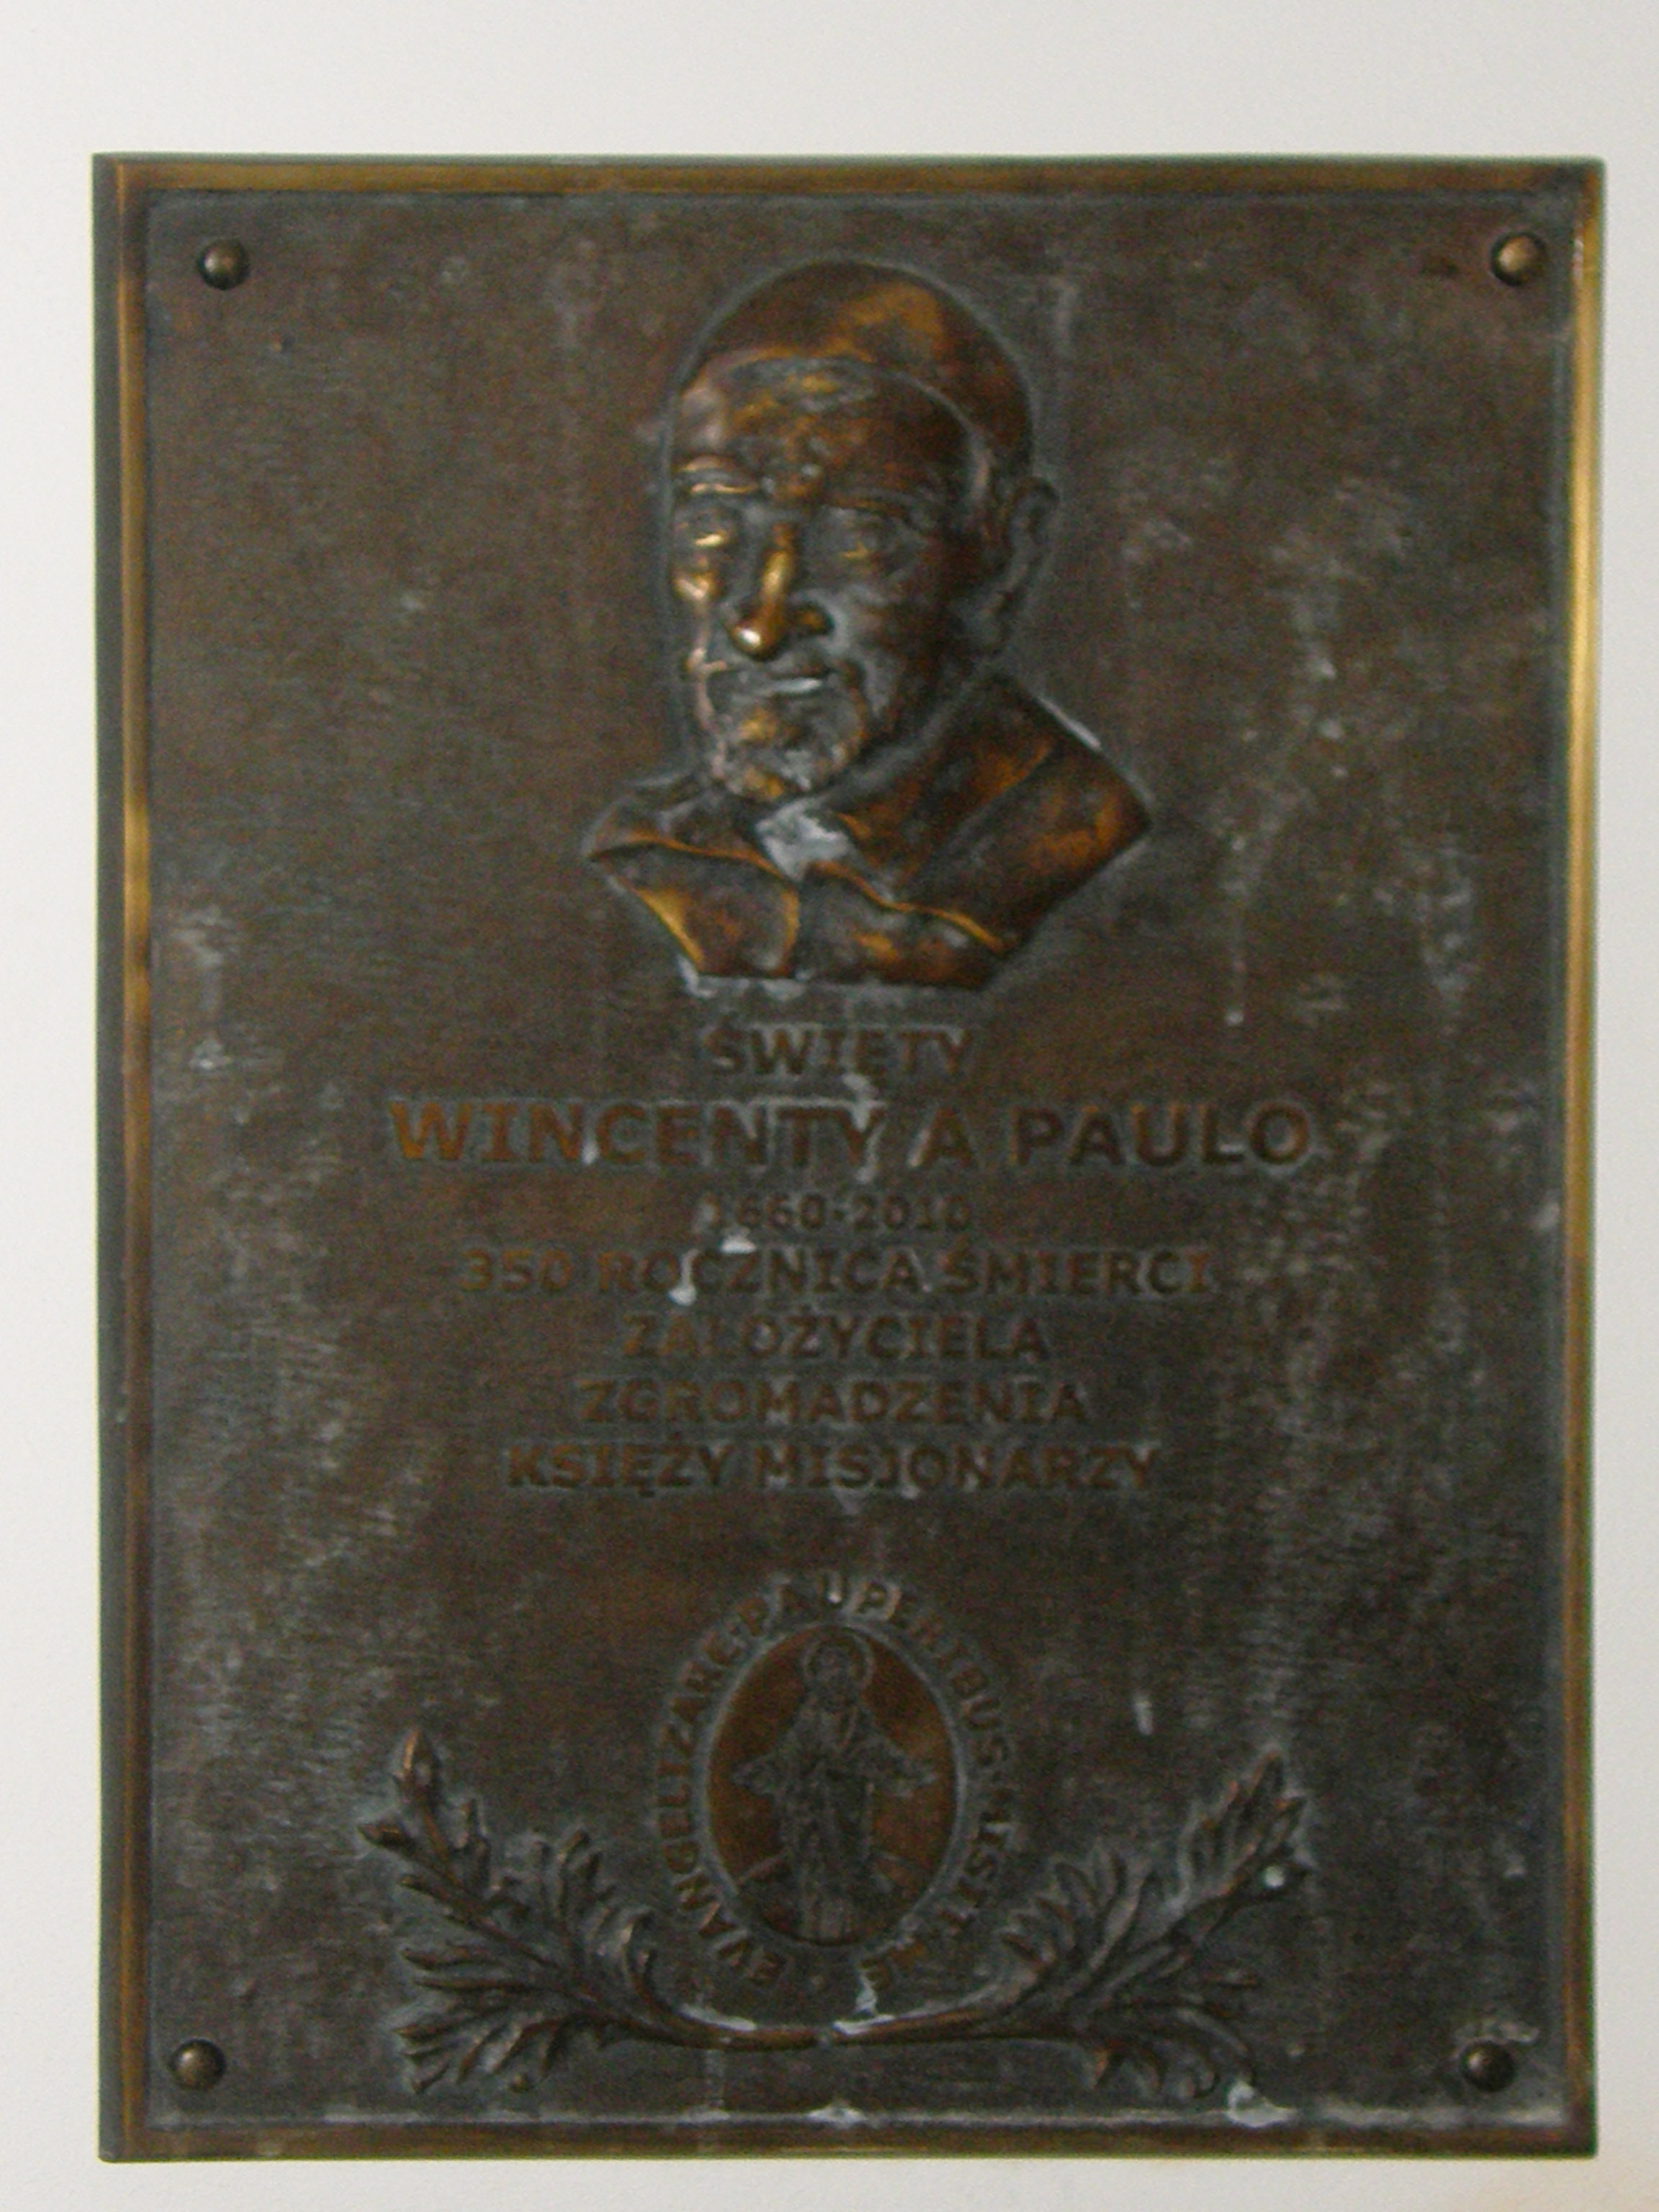 ŚWIĘTY
WINCENTY A PAULO
1660-2010
350 ROCZNICA ŚMIERCI
ZAŁOŻYCIELA
ZGROMADZENIA
KSIĘŻY MISJONARZY
EVANGELIZARE·PAUPERIBUS·MISIT·ME